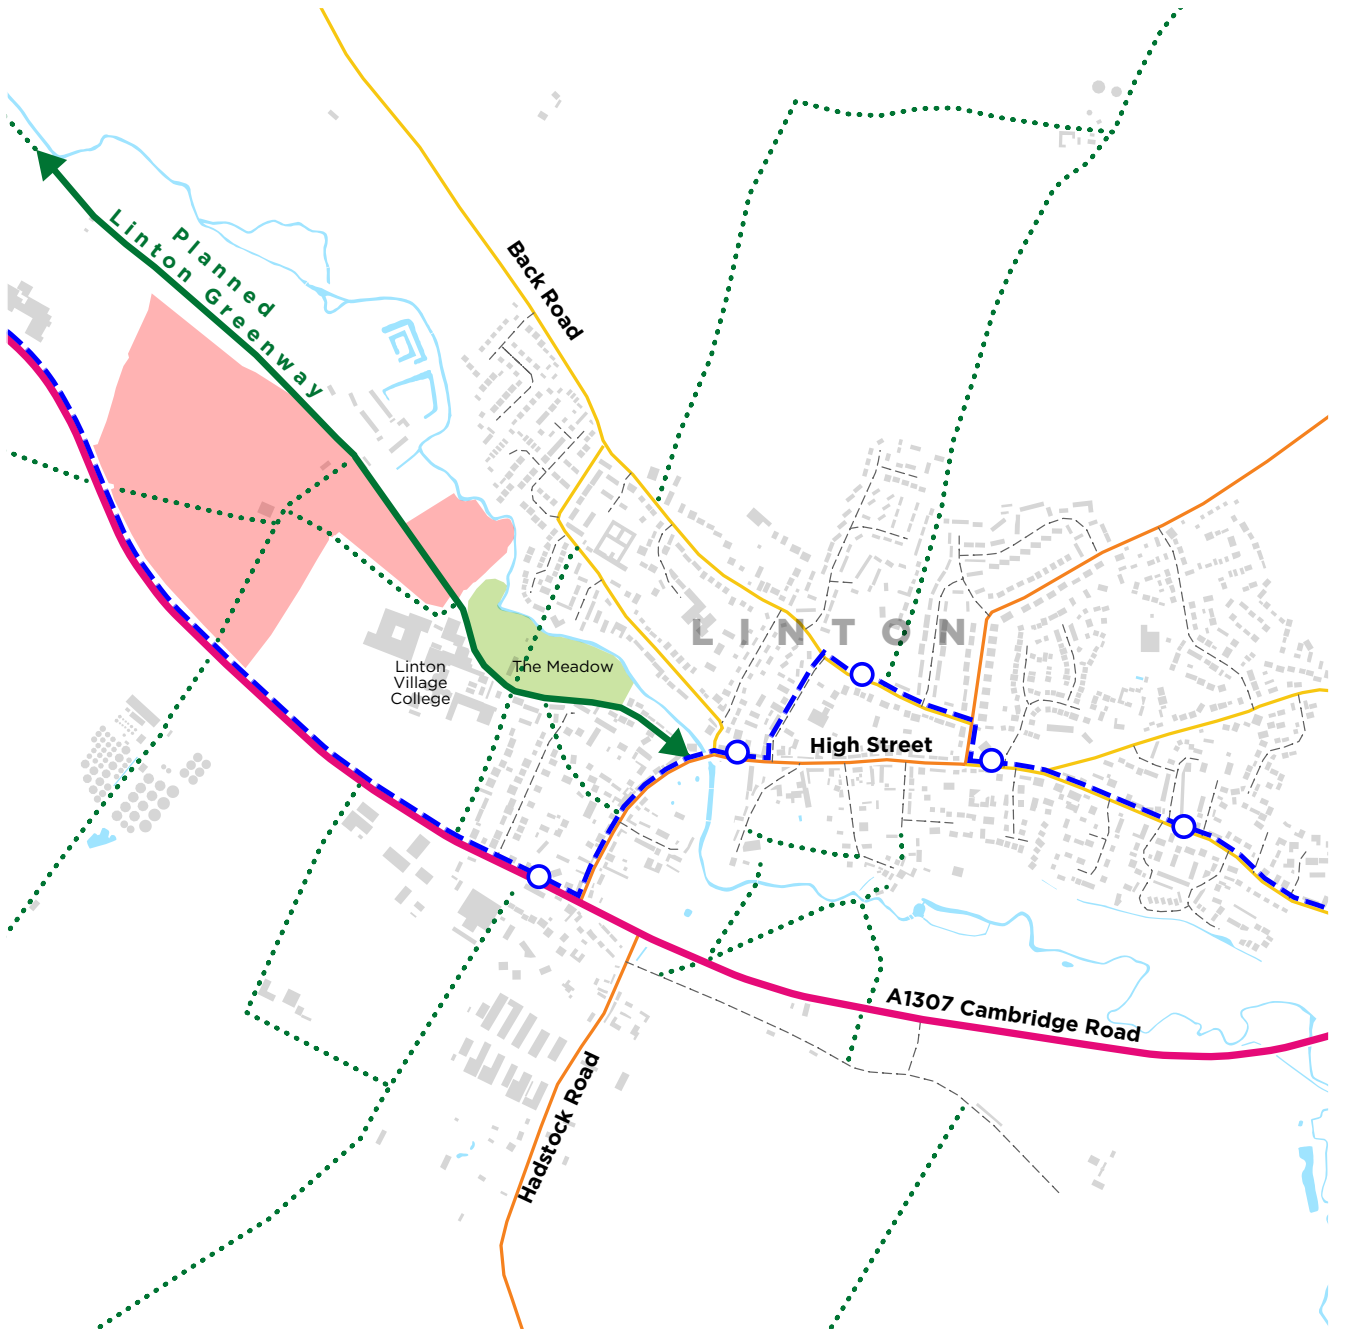 Planned
Linton Greenway
Back Road
LINTON
Linton
Village
College
The Meadow
High Street
A1307 Cambridge Road
Hadstock Road